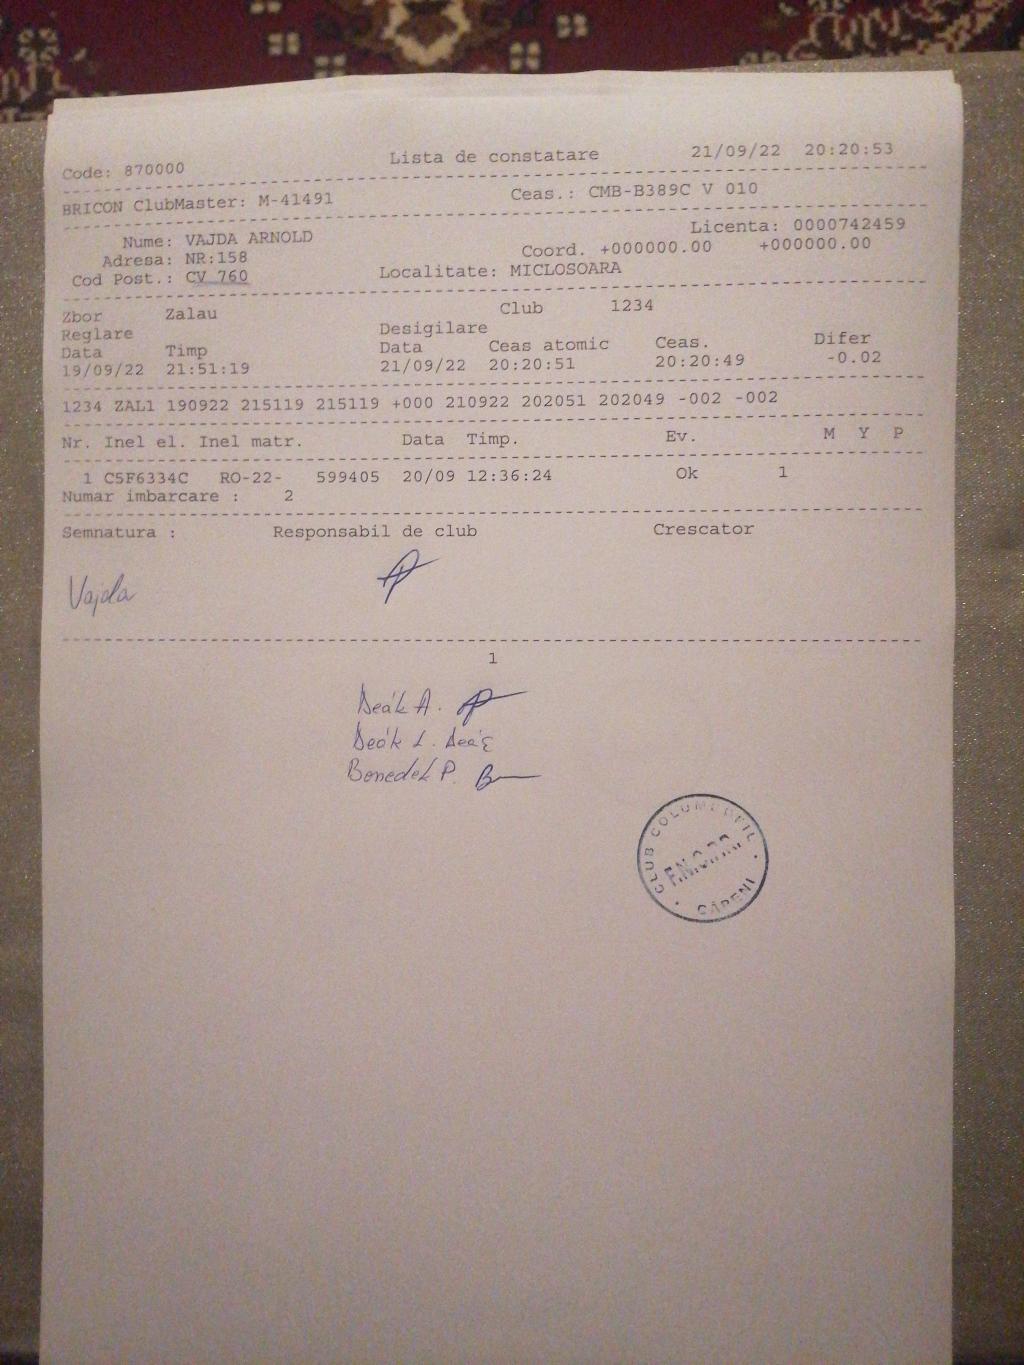 Code: 870000 Lista de constatare 21/09/22 20:20:53
BRICON ClubMaster: M-41491 Ceas.: CMB-B389C V 010
Licenta: 0000742459
Nume: VAJDA ARNOLD
Adresa: NR:158 Coord. +000000.00 +000000.00
Cod Post.: CV 760 Localitate: MICLOSOARA
Zbor Zalau Club 1234
Reglare Desigilare
Data Timp Data Ceas atomic Ceas. Difer
19/09/22 21:51:19 21/09/22 20:20:51 20:20:49 -0.02
1234 ZAL1 190922 215119 215119 +000 210922 202051 202049 -002 -002
Nr. Inel el. Inel matr. Data Timp. Ev. M Y P
1 C5F6334C RO-22- 599405 20/09 12:36:24 Ok 1
Numar imbarcare : 2
Semnatura : Responsabil de club Crescator
Vajda
1
Deák A.
Deák L. Deák
Benedek P.
CLUB COLUMBOFIL
F.N.C.P.R.
CĂPENI